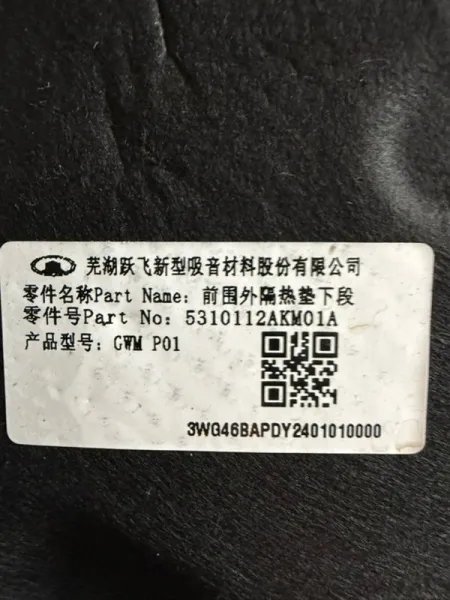 芜湖跃飞新型吸音材料股份有限公司
零件名称Part Name: 前围外隔热垫下段
零件号Part No: 5310112AKM01A
产品型号: GWM P01
3WG46BAPDY2401010000